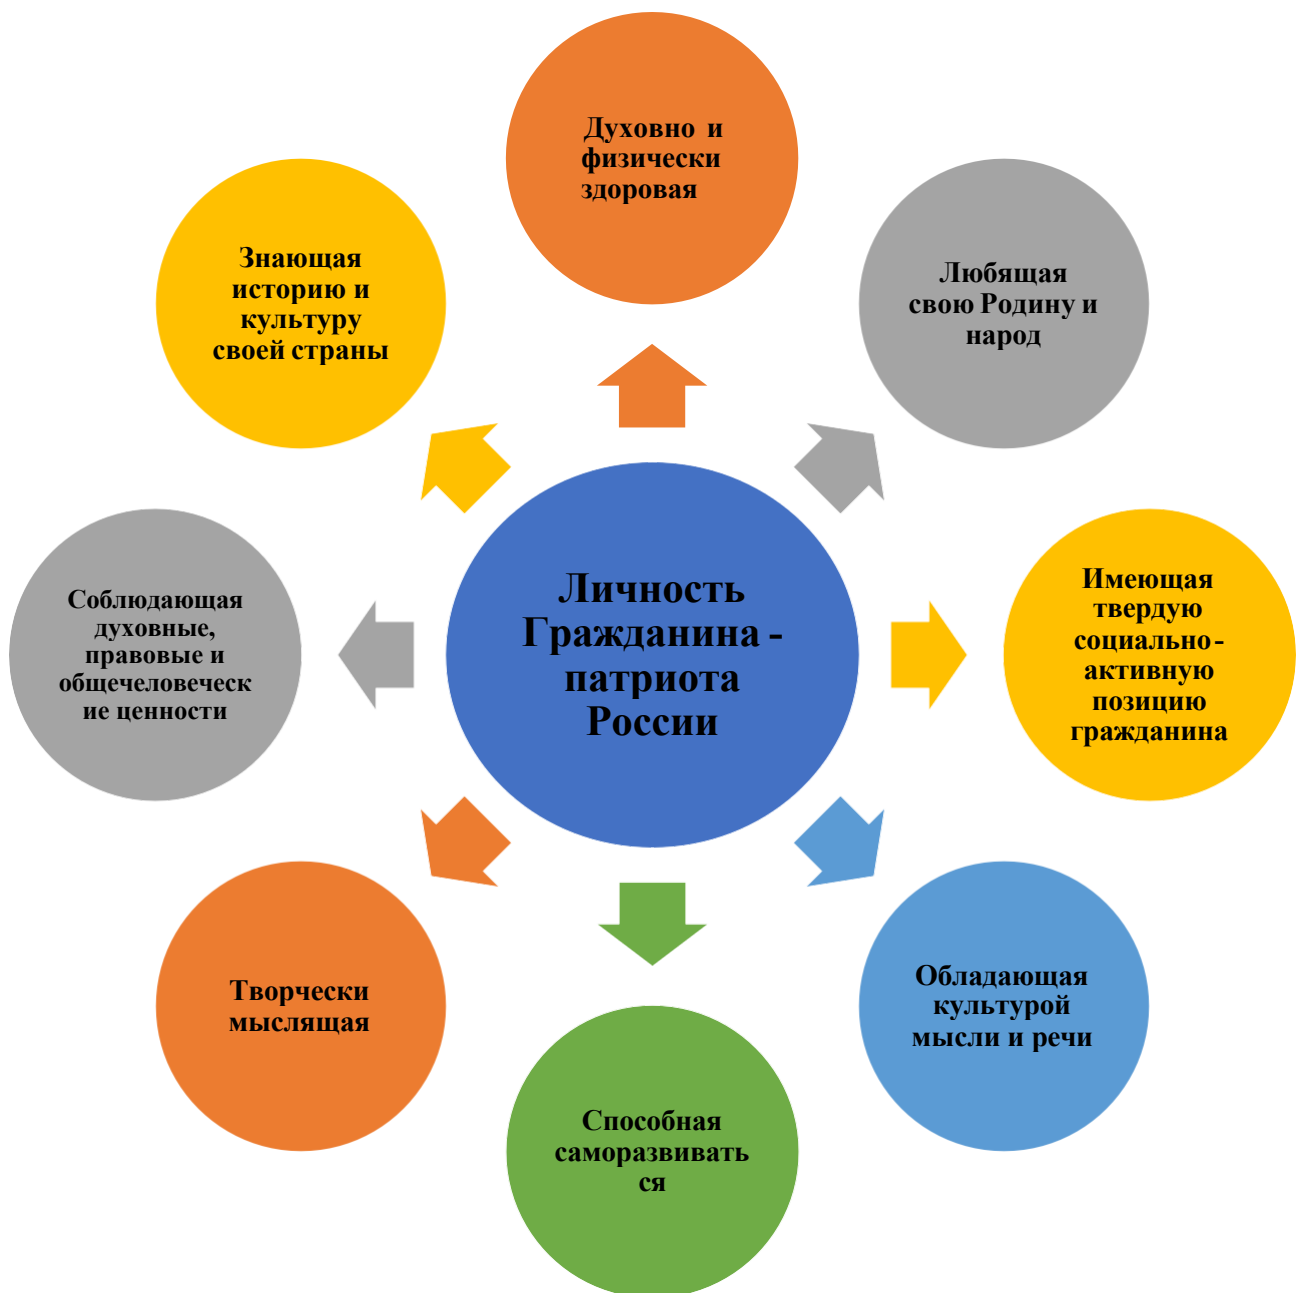 Духовно и
физически
здоровая
Любящая
свою Родину и
народ
Имеющая
твердую
социально-
активную
позицию
гражданина
Обладающая
культурой
мысли и речи
Способная
саморазвивать
ся
Творчески
мыслящая
Соблюдающая
духовные,
правовые и
общечеловеческ
ие ценности
Знающая
историю и
культуру
своей страны
Личность
Гражданина -
патриота
России